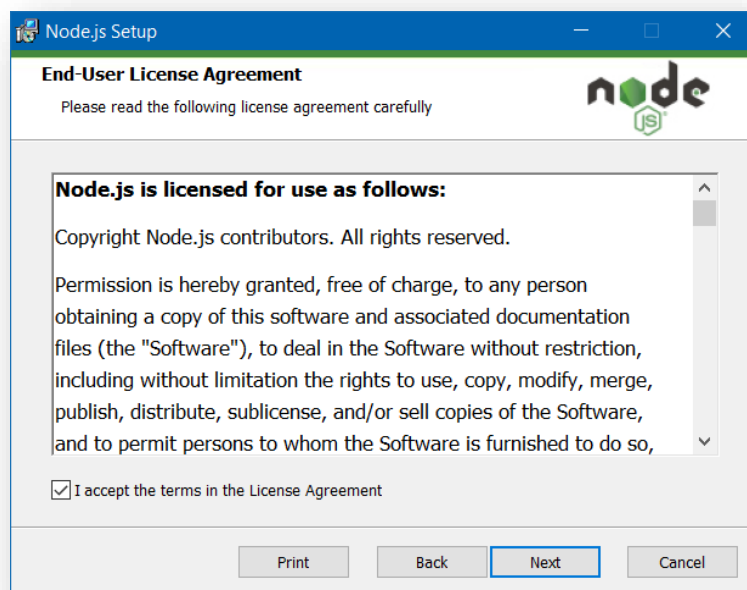 Node.js Setup
End-User License Agreement
Please read the following license agreement carefully
node
JS
Node.js is licensed for use as follows:
Copyright Node.js contributors. All rights reserved.
Permission is hereby granted, free of charge, to any person
obtaining a copy of this software and associated documentation
files (the "Software"), to deal in the Software without restriction,
including without limitation the rights to use, copy, modify, merge,
publish, distribute, sublicense, and/or sell copies of the Software,
and to permit persons to whom the Software is furnished to do so,
I accept the terms in the License Agreement
Print Back Next Cancel